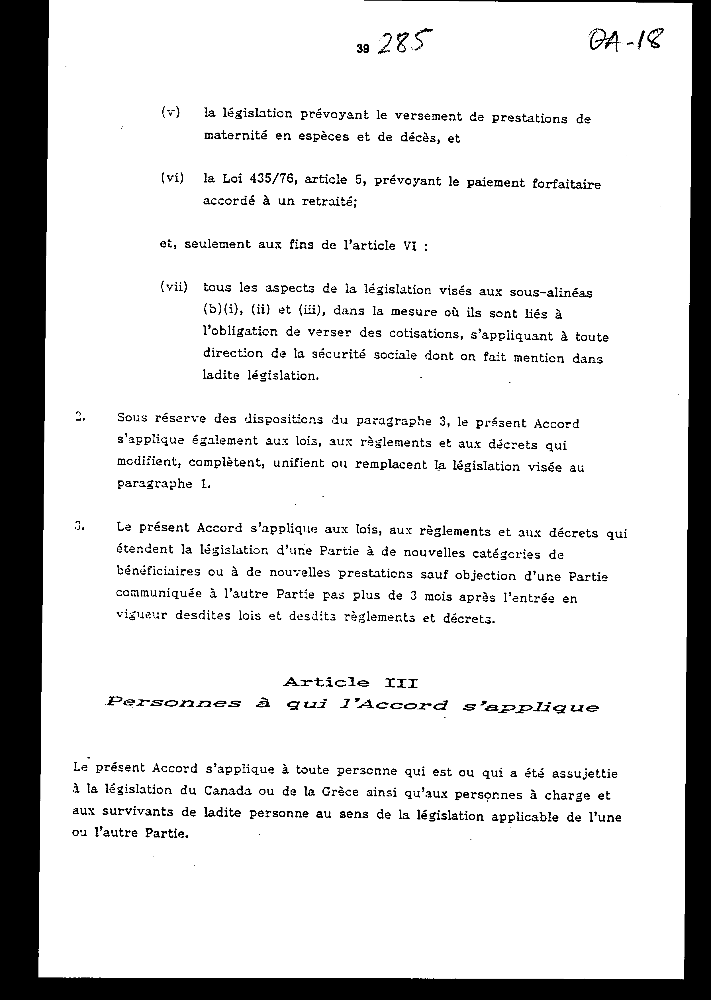 39 285
OA-18
(v) la législation prévoyant le versement de prestations de
maternité en espèces et de décès, et
(vi) la Loi 435/76, article 5, prévoyant le paiement forfaitaire
accordé à un retraité;
et, seulement aux fins de l'article VI :
(vii) tous les aspects de la législation visés aux sous-alinéas
(b)(i), (ii) et (iii), dans la mesure où ils sont liés à
l'obligation de verser des cotisations, s'appliquant à toute
direction de la sécurité sociale dont on fait mention dans
ladite législation.
2. Sous réserve des dispositions du paragraphe 3, le présent Accord
s'applique également aux lois, aux règlements et aux décrets qui
modifient, complètent, unifient ou remplacent la législation visée au
paragraphe 1.
3. Le présent Accord s'applique aux lois, aux règlements et aux décrets qui
étendent la législation d'une Partie à de nouvelles catégories de
bénéficiaires ou à de nouvelles prestations sauf objection d'une Partie
communiquée à l'autre Partie pas plus de 3 mois après l'entrée en
vigueur desdites lois et desdits règlements et décrets.
Article III
Personnes à qui l'Accord s'applique
Le présent Accord s'applique à toute personne qui est ou qui a été assujettie
à la législation du Canada ou de la Grèce ainsi qu'aux personnes à charge et
aux survivants de ladite personne au sens de la législation applicable de l'une
ou l'autre Partie.